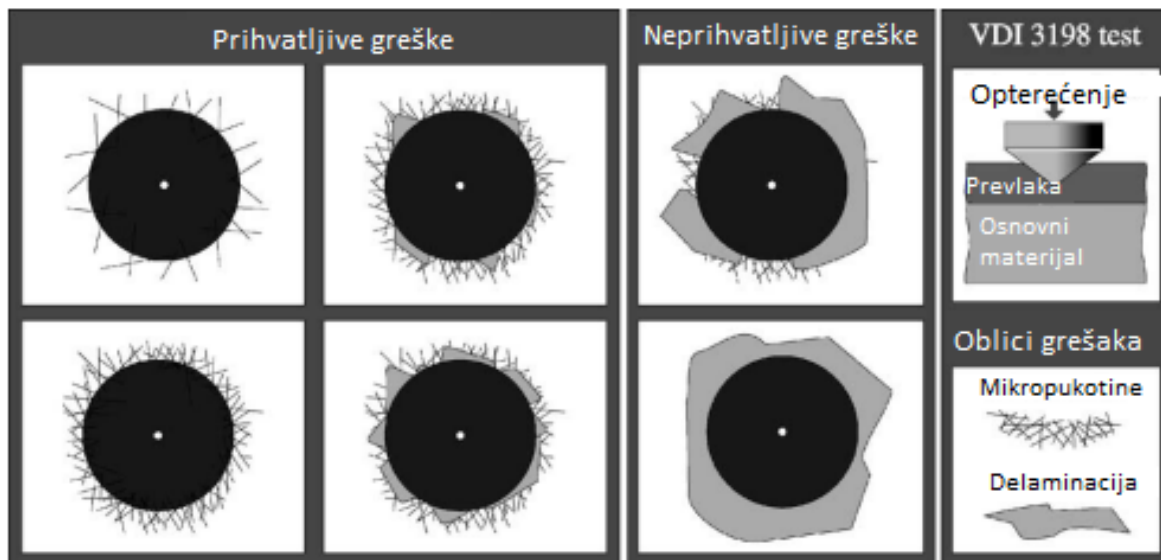 Prihvatljive greške
Neprihvatljive greške
VDI 3198 test
Opterećenje
Prevlaka
Osnovni
materijal
Oblici grešaka
Mikropukotine
Delaminacija